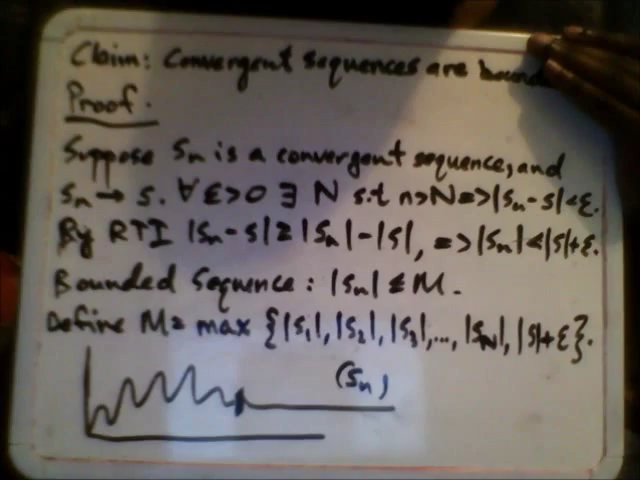 Claim: Convergent sequences are
Proof.
Suppose Sn is a convergent sequence, and
Sn → S. ∀ ε>0 ∃ N s.t n>N=>|Sn-S|<ε.
By RTI |Sn-S|≥|Sn|-|S|, =>|Sn|<|S|+ε.
Bounded Sequence: |Sn| ≤ M.
Define M= max {|S1|, |S2|, |S3|,..., |SN|, |S|+ε}.
(Sn)